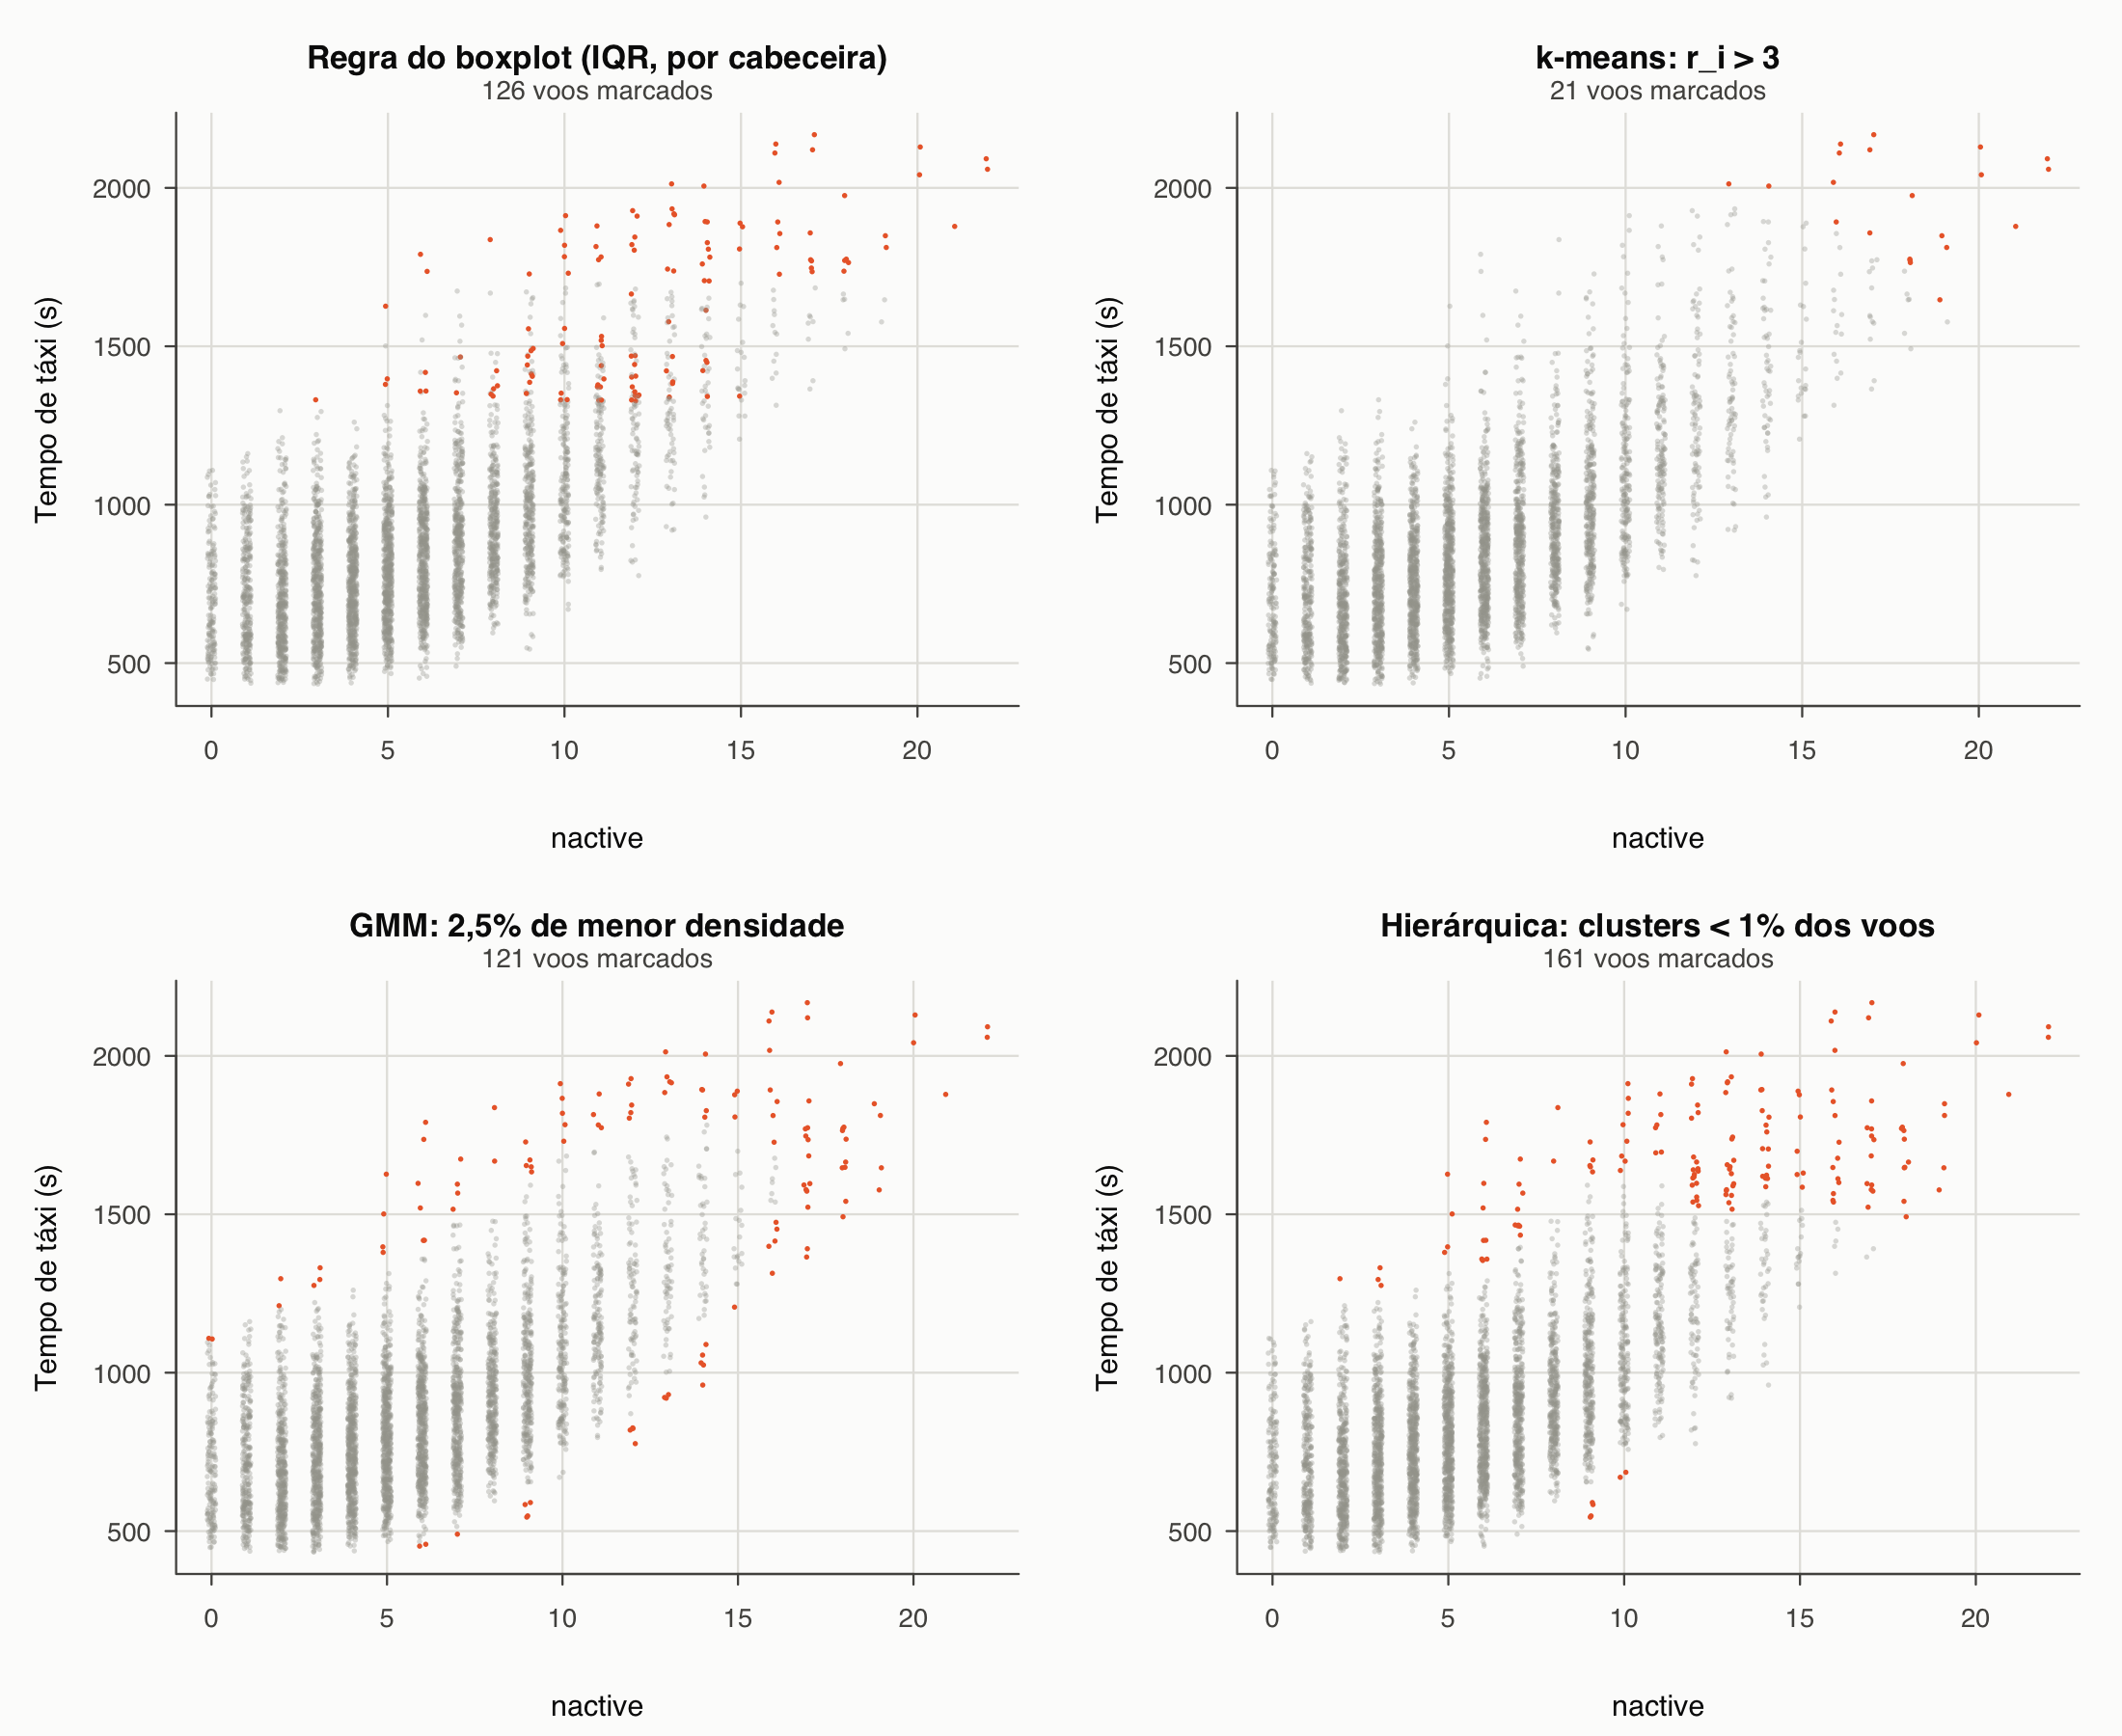 Regra do boxplot (IQR, por cabeceira)
126 voos marcados
Tempo de táxi (s)
2000
1500
1000
500
0 5 10 15 20
nactive
k-means: r_i > 3
21 voos marcados
Tempo de táxi (s)
2000
1500
1000
500
0 5 10 15 20
nactive
GMM: 2,5% de menor densidade
121 voos marcados
Tempo de táxi (s)
2000
1500
1000
500
0 5 10 15 20
nactive
Hierárquica: clusters < 1% dos voos
161 voos marcados
Tempo de táxi (s)
2000
1500
1000
500
0 5 10 15 20
nactive